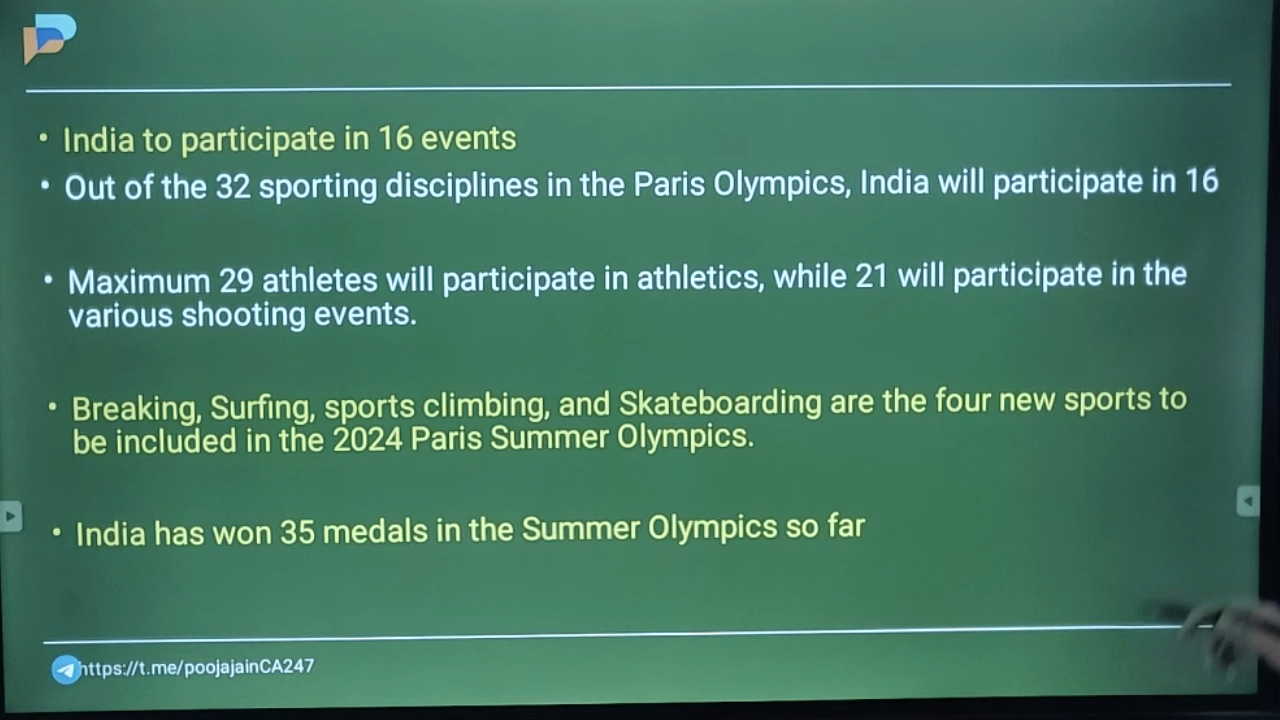 • India to participate in 16 events
• Out of the 32 sporting disciplines in the Paris Olympics, India will participate in 16
• Maximum 29 athletes will participate in athletics, while 21 will participate in the
various shooting events.
• Breaking, Surfing, sports climbing, and Skateboarding are the four new sports to
be included in the 2024 Paris Summer Olympics.
• India has won 35 medals in the Summer Olympics so far
https://t.me/poojajainCA247